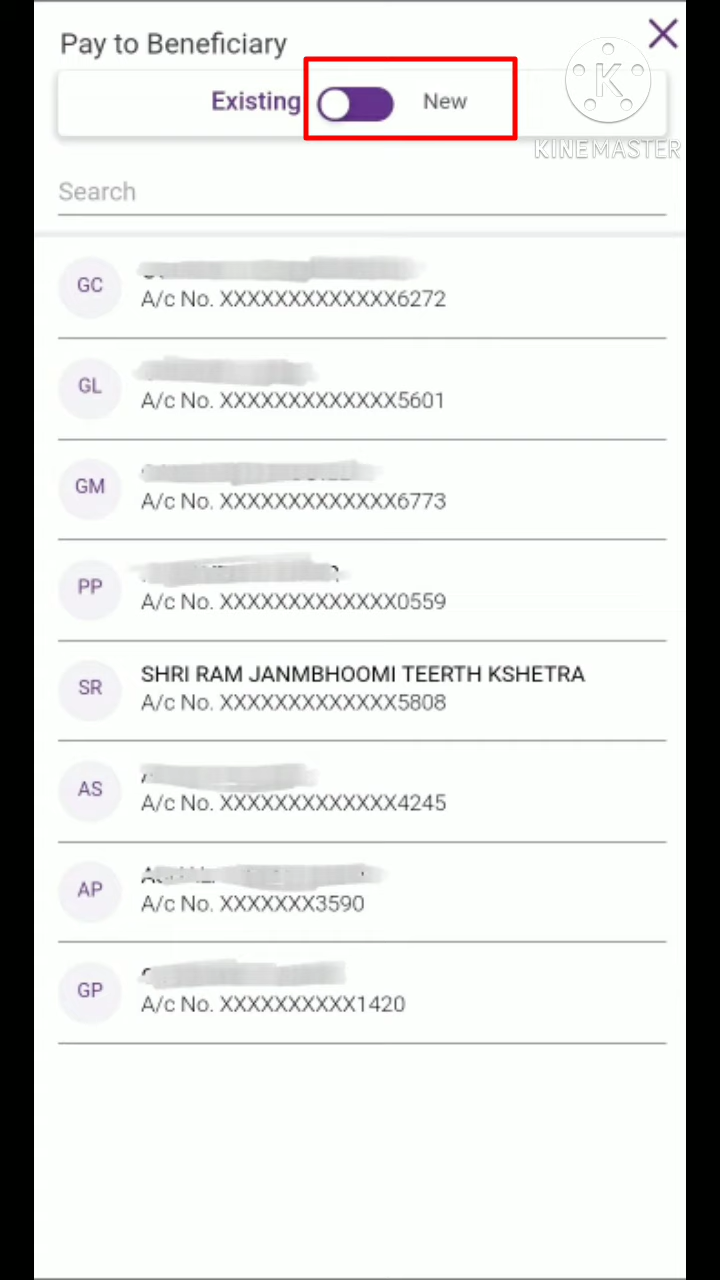 Pay to Beneficiary
Existing New
K
KINEMASTER
Search
GC
A/c No. XXXXXXXXXXXXX6272
GL
A/c No. XXXXXXXXXXXXX5601
GM
A/c No. XXXXXXXXXXXXX6773
PP
A/c No. XXXXXXXXXXXXX0559
SR
SHRI RAM JANMBHOOMI TEERTH KSHETRA
A/c No. XXXXXXXXXXXXX5808
AS
A/c No. XXXXXXXXXXXXX4245
AP
A/c No. XXXXXXX3590
GP
A/c No. XXXXXXXXXX1420